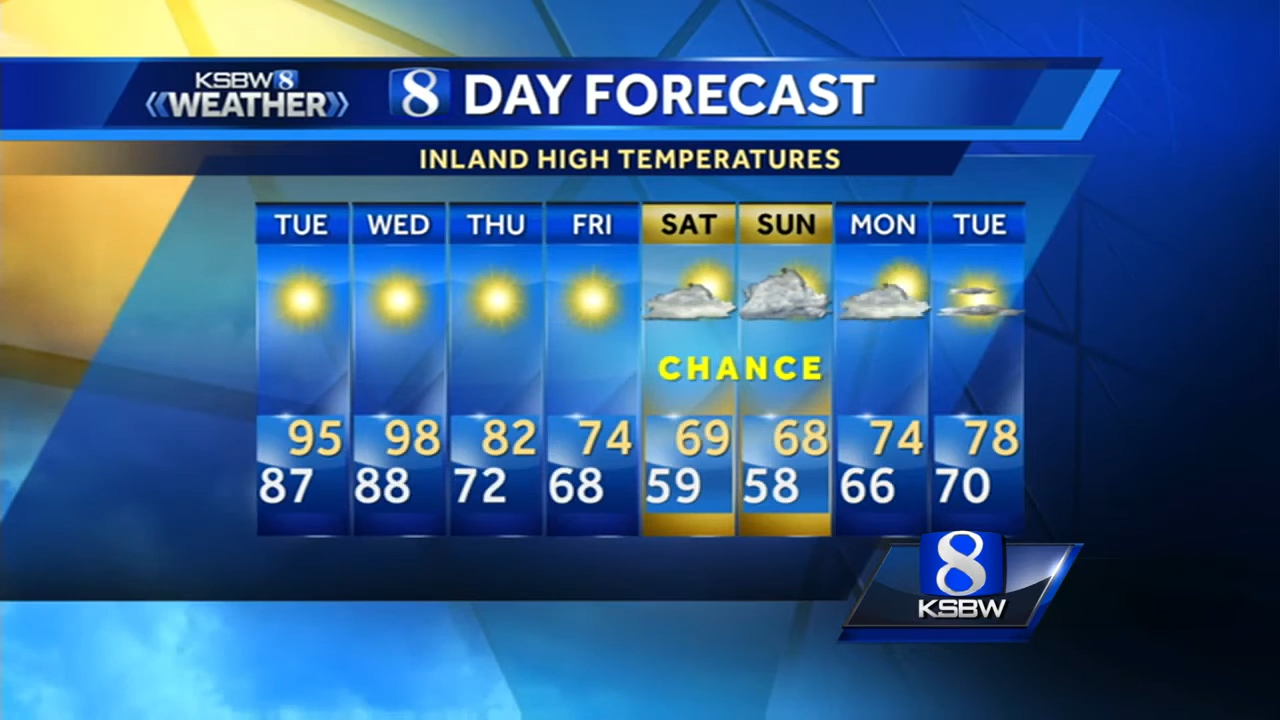 KSBW 8
WEATHER
8 DAY FORECAST
INLAND HIGH TEMPERATURES
TUE WED THU FRI SAT SUN MON TUE
CHANCE
95 98 82 74 69 68 74 78
87 88 72 68 59 58 66 70
8
KSBW